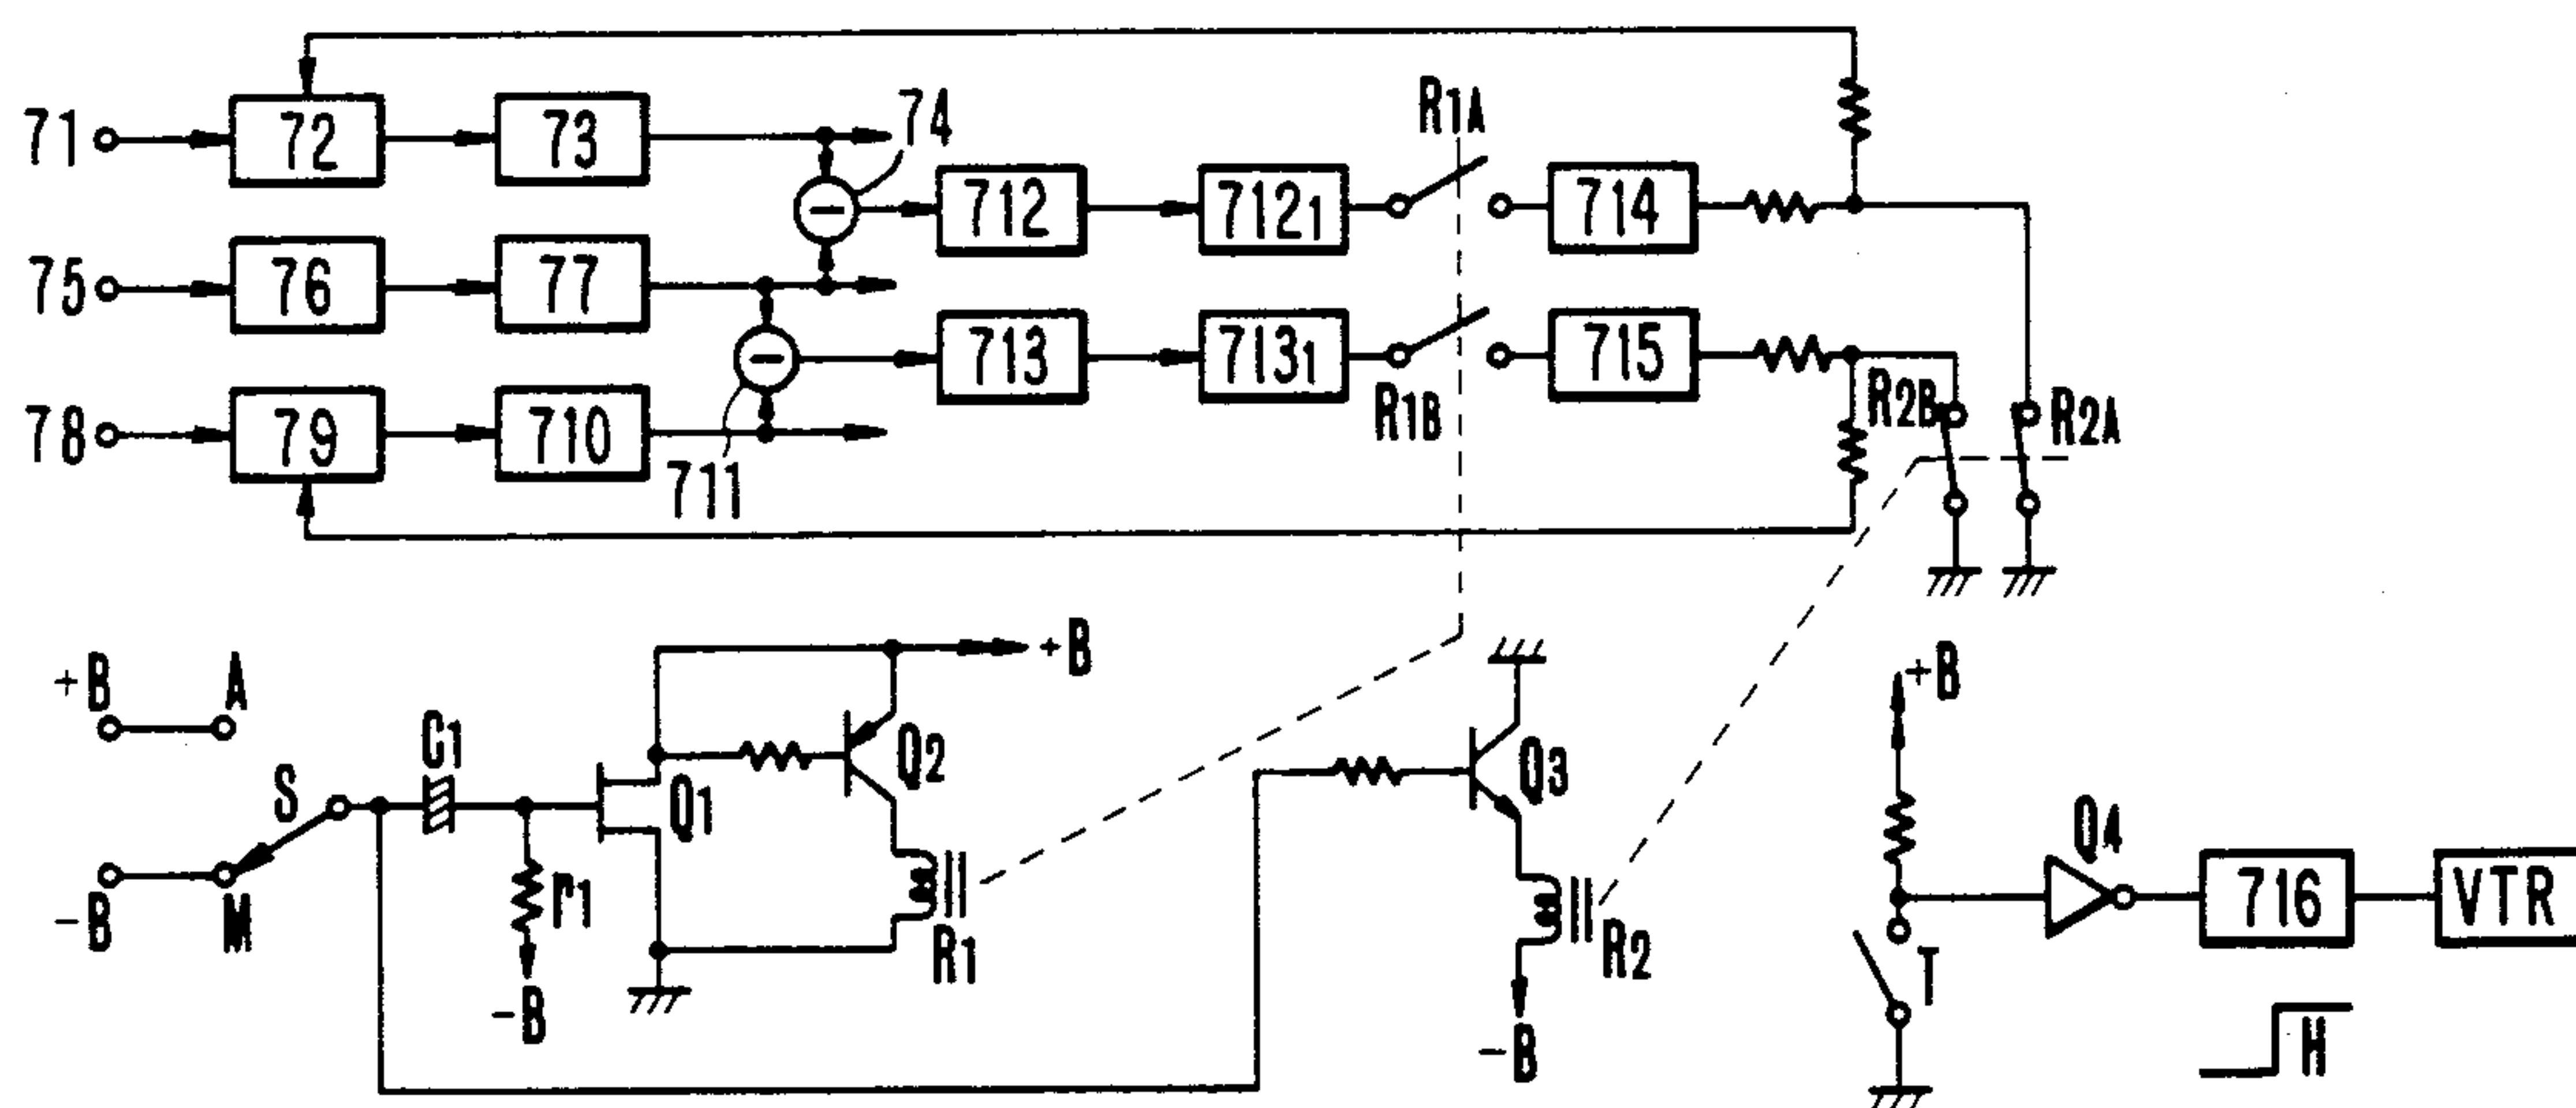 71
72
73
74
R1A
712
712₁
714
75
76
77
713
713₁
715
R1B
R2B
R2A
78
79
710
711
+B
A
+B
+B
C1
S
Q1
Q2
Q3
Q4
r1
-B
M
R1
R2
T
716
VTR
-B
-B
H